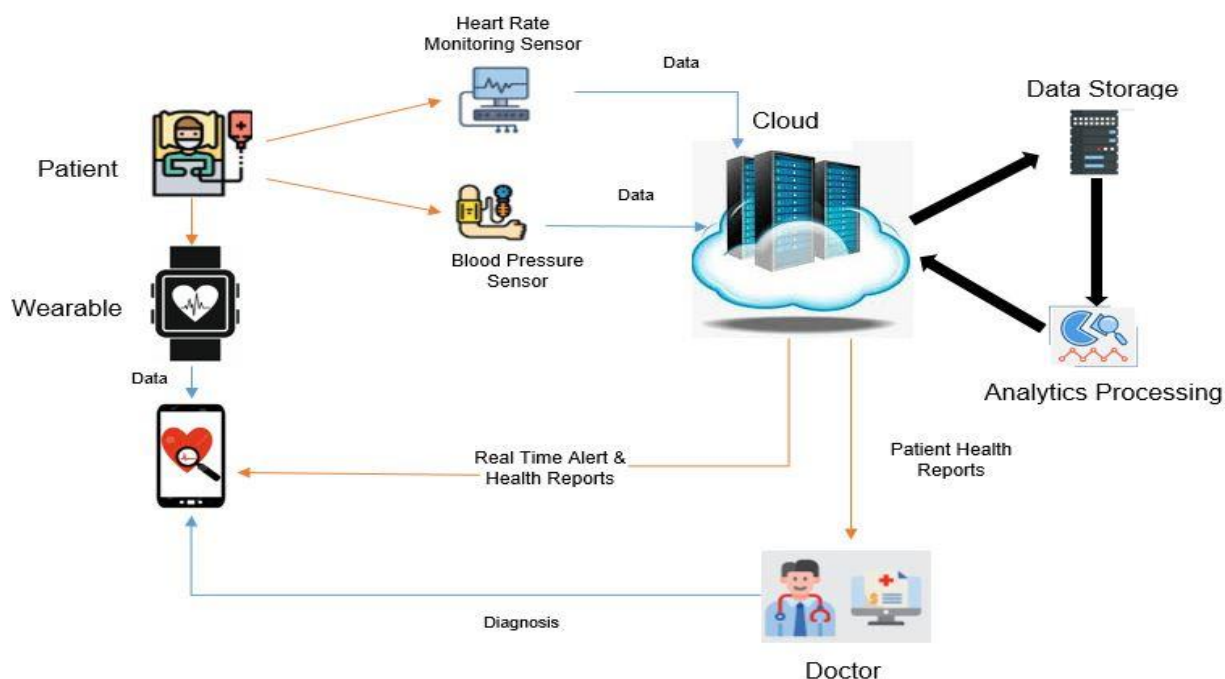 Heart Rate
Monitoring Sensor
Data
Data Storage
Cloud
Patient
Data
Blood Pressure
Sensor
Wearable
Data
Analytics Processing
Real Time Alert &
Health Reports
Patient Health
Reports
Diagnosis
Doctor